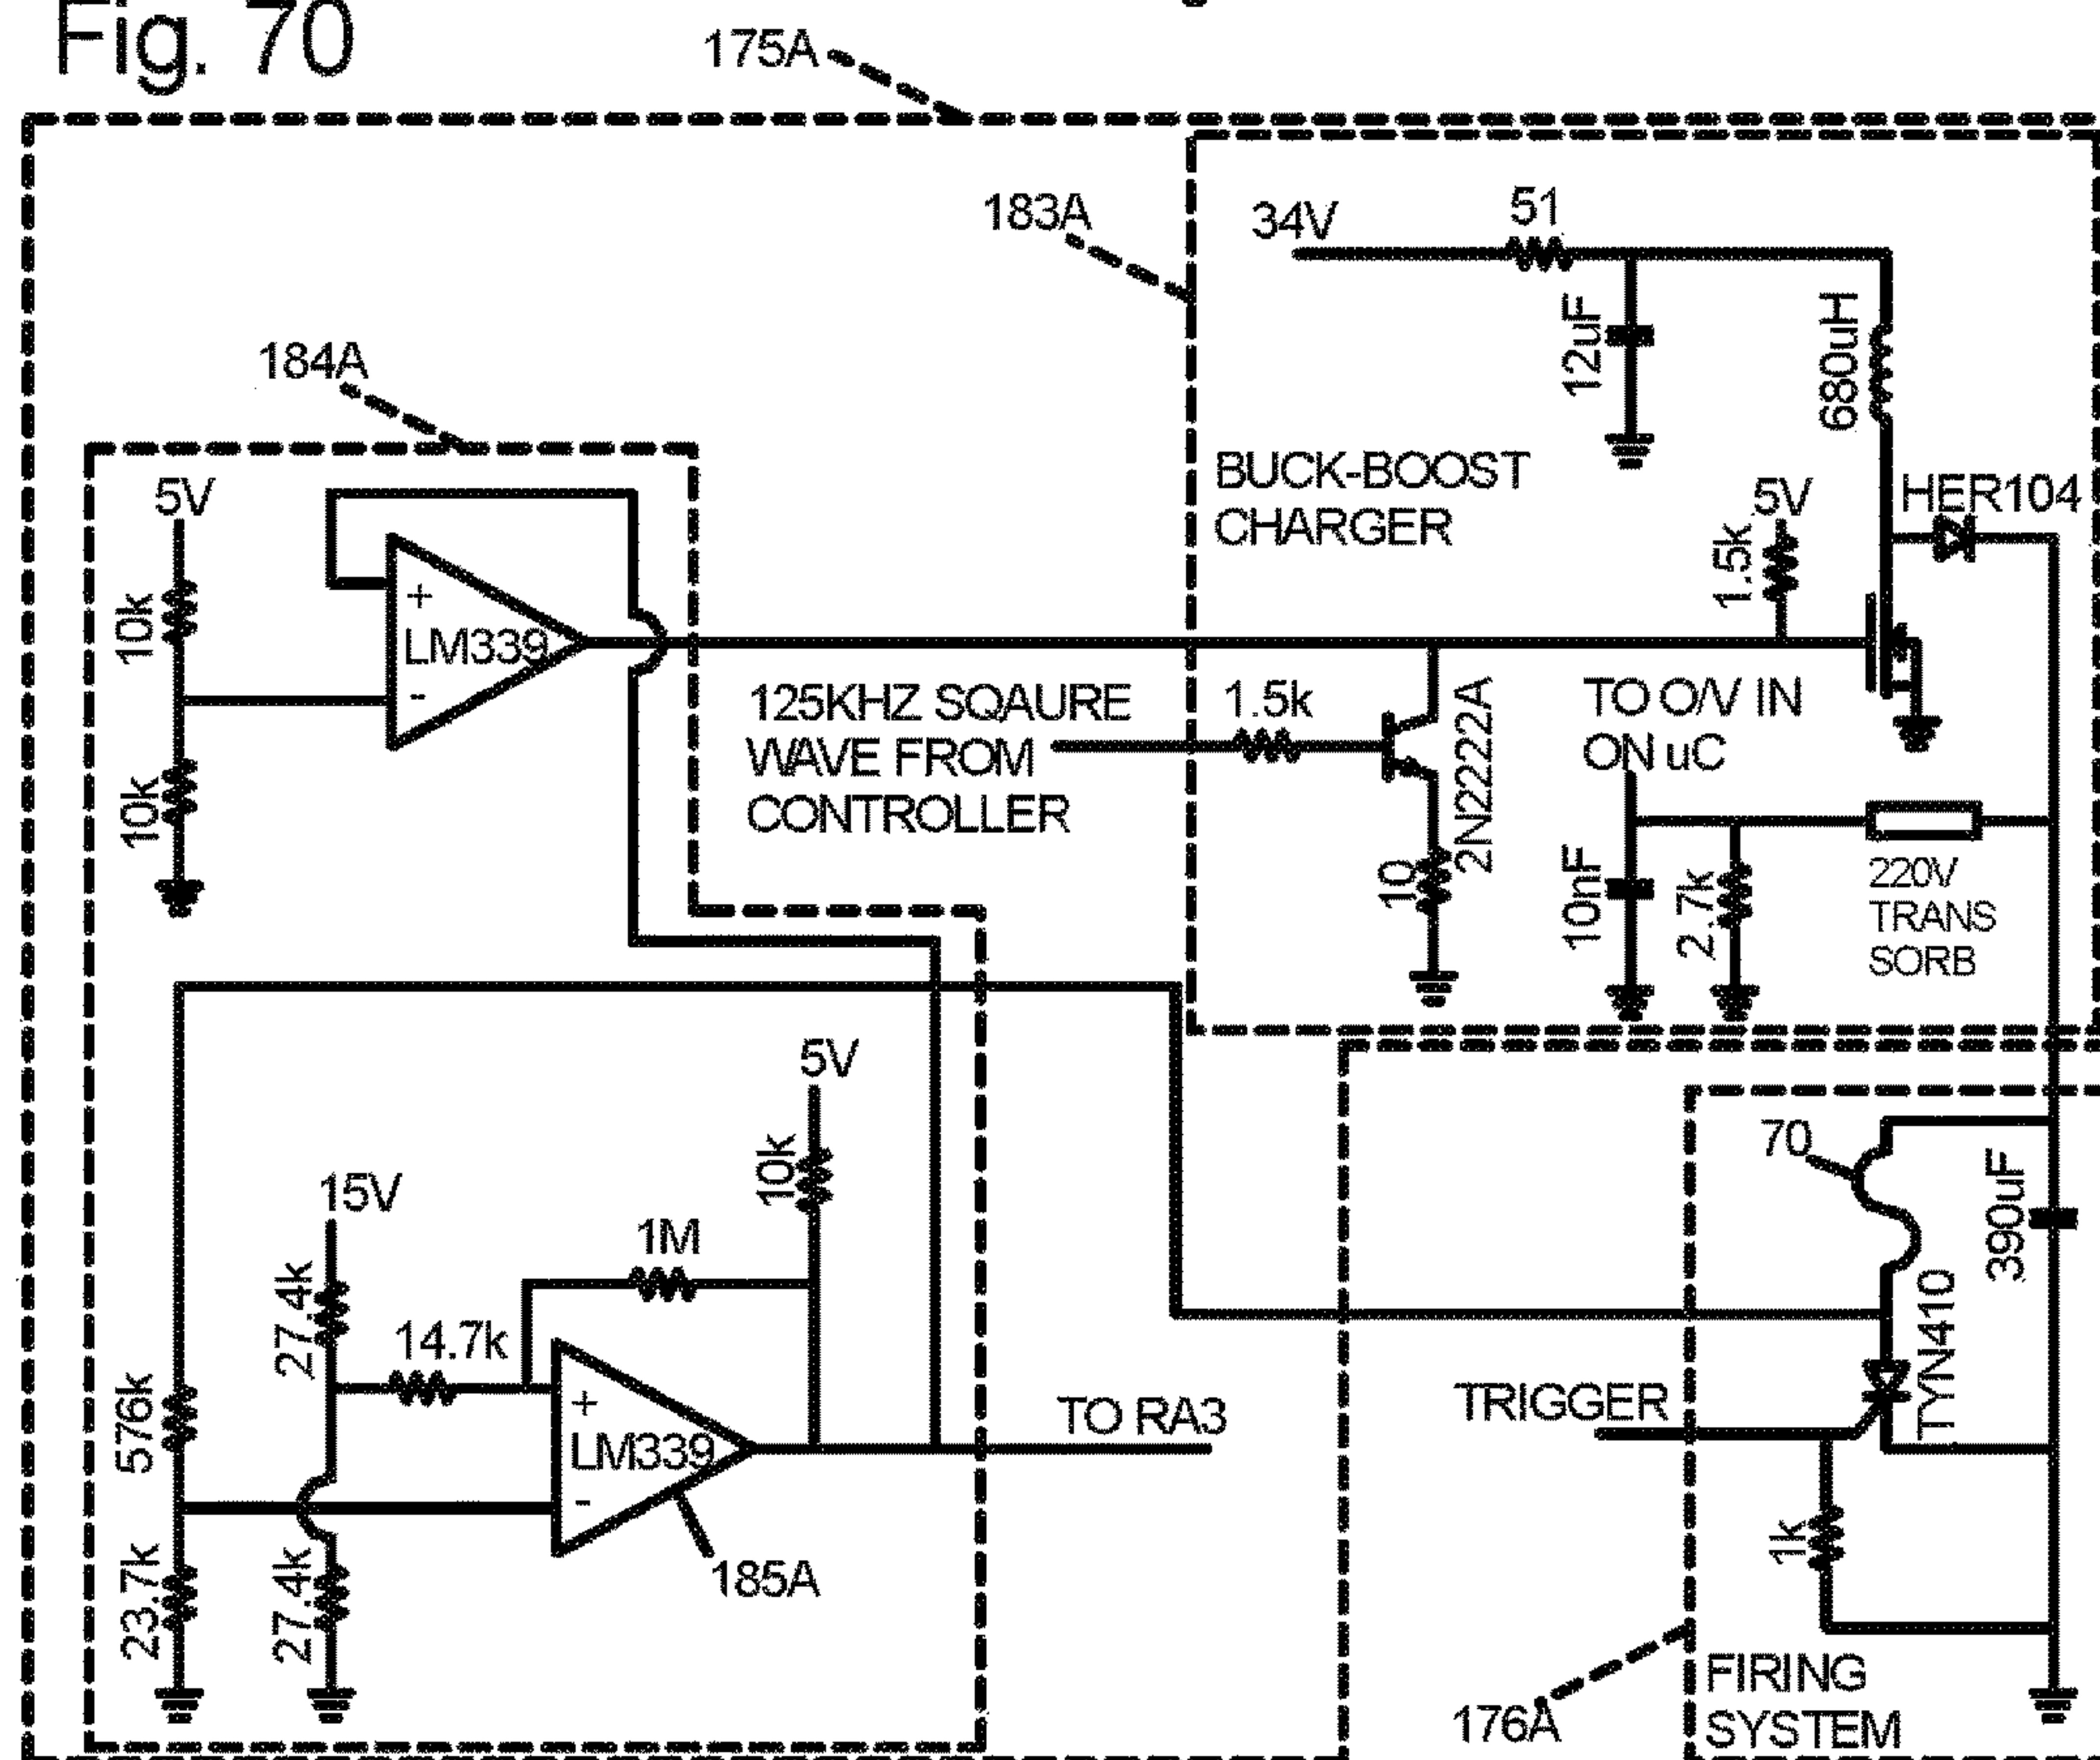 Fig. 70
175A
183A
34V
51
12uF
680uH
184A
BUCK-BOOST
CHARGER
5V
HER104
1.5k
5V
10k
+
LM339
-
10k
125KHZ SQAURE
WAVE FROM
CONTROLLER
1.5k
2N2222A
10
TO O/V IN
ON uC
10nF
2.7k
220V
TRANS
SORB
5V
10k
15V
1M
27.4k
14.7k
576k
+
LM339
-
TO RA3
185A
23.7k
27.4k
70
390uF
TYN410
TRIGGER
1k
176A
FIRING
SYSTEM